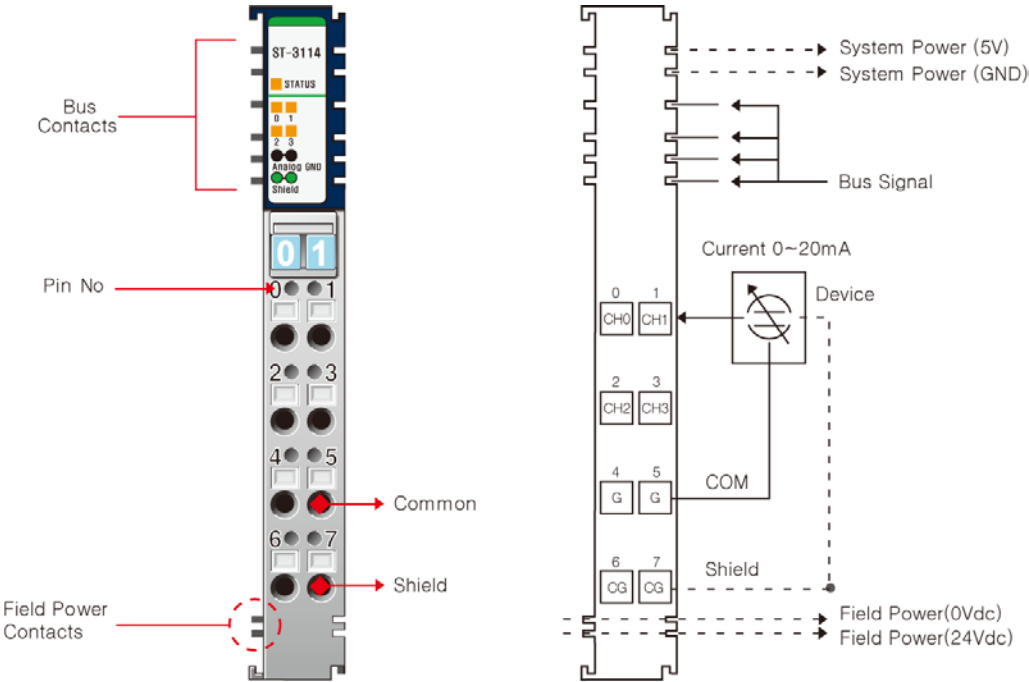 ST-3114
STATUS
0 1
2 3
Analog GND
Shield
Bus
Contacts
01
Pin No
0 1
2 3
4 5
Common
6 7
Shield
Field Power
Contacts
System Power (5V)
System Power (GND)
Bus Signal
Current 0~20mA
Device
0 1
CH0 CH1
2 3
CH2 CH3
4 5
G G
COM
6 7
CG CG
Shield
Field Power(0Vdc)
Field Power(24Vdc)